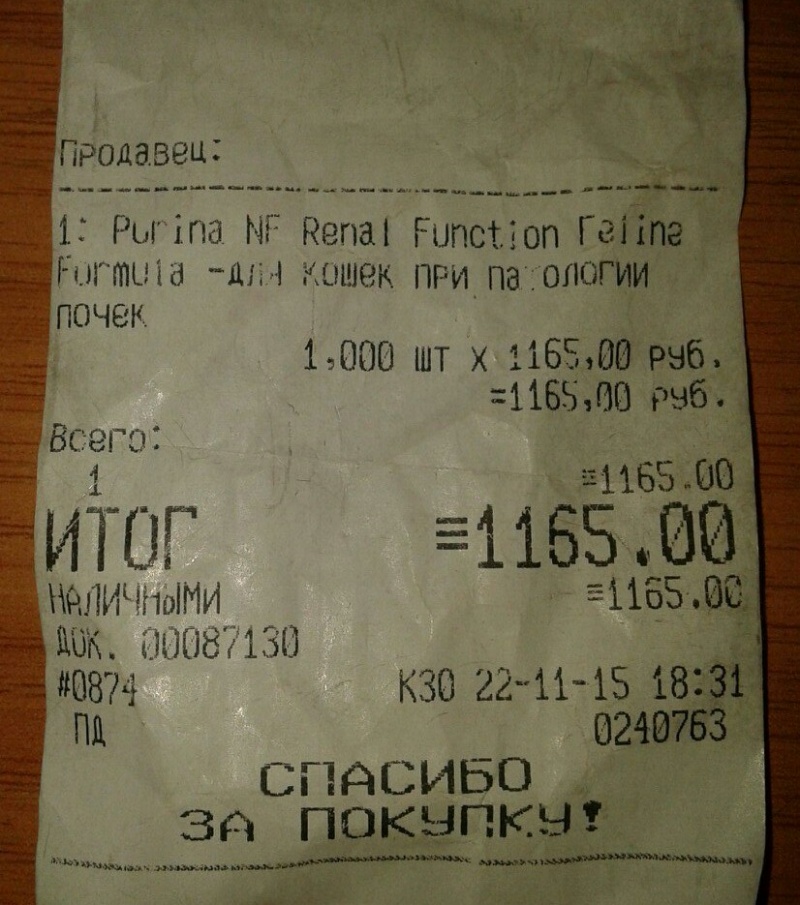 Продавец:
1: Purina NF Renal Function Feline
Formula -для кошек при патологии
почек
1,000 шт X 1165,00 руб.
=1165,00 руб.
Всего:
1 ≡1165.00
ИТОГ ≡1165.00
НАЛИЧНЫМИ ≡1165.00
ДОК. 00087130
#0874 КЗО 22-11-15 18:31
ПД 0240763
СПАСИБО
ЗА ПОКУПКУ!